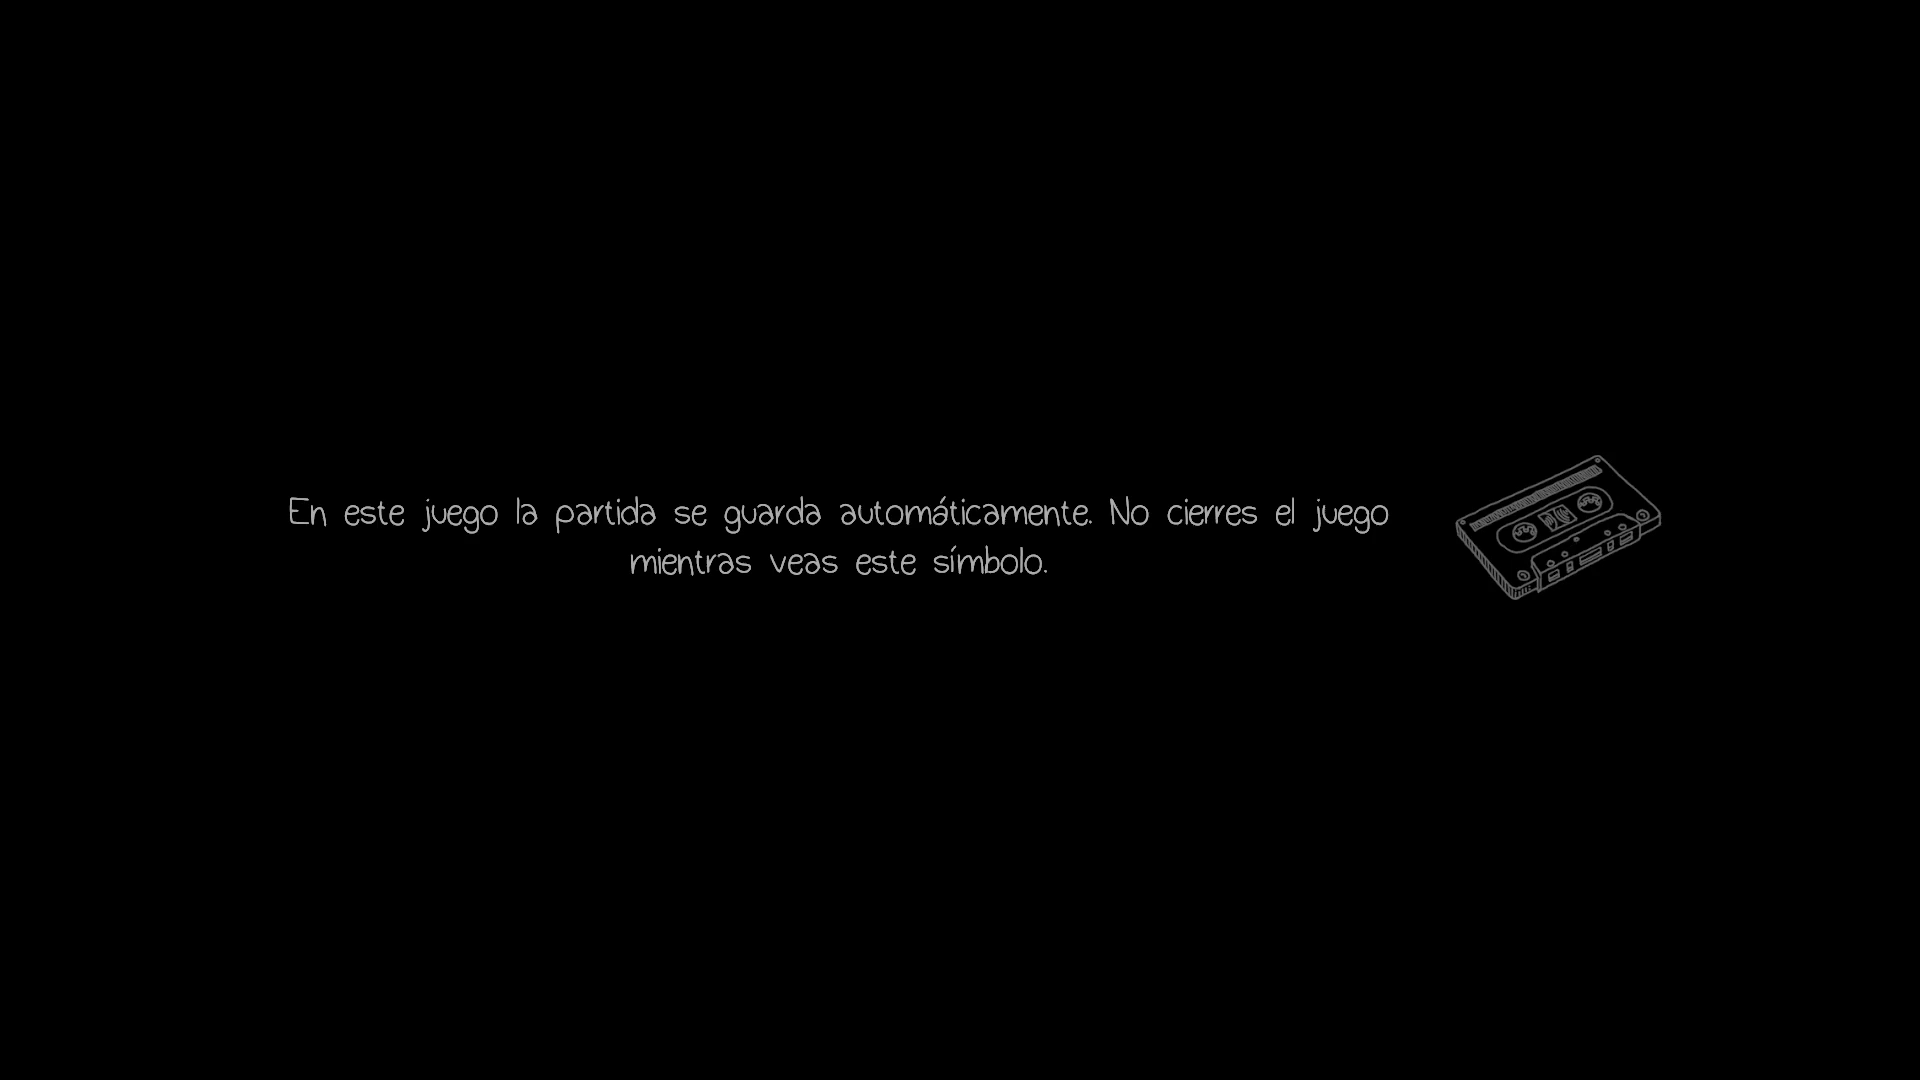 En este juego la partida se guarda automáticamente. No cierres el juego
mientras veas este símbolo.